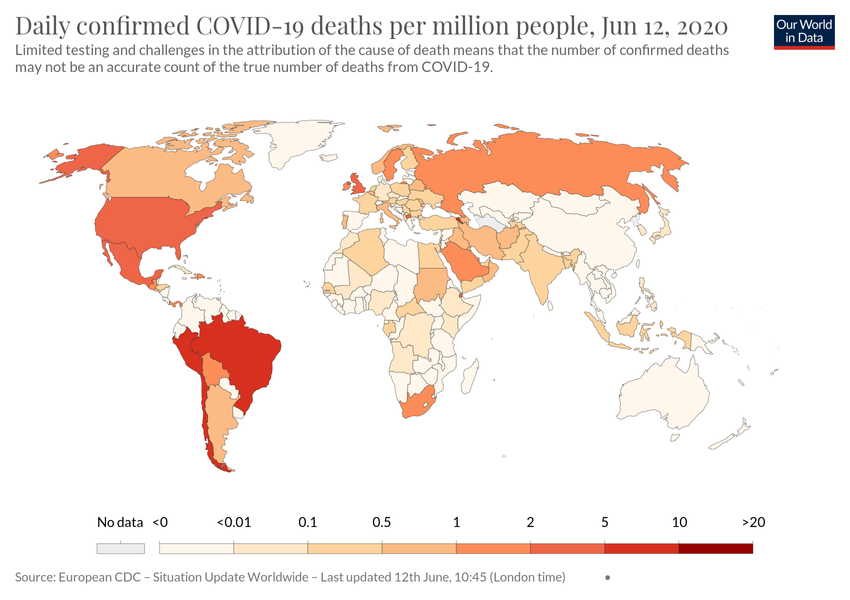 Daily confirmed COVID-19 deaths per million people, Jun 12, 2020
Our World
in Data
Limited testing and challenges in the attribution of the cause of death means that the number of confirmed deaths
may not be an accurate count of the true number of deaths from COVID-19.
No data <0 <0.01 0.1 0.5 1 2 5 10 >20
Source: European CDC – Situation Update Worldwide – Last updated 12th June, 10:45 (London time) •